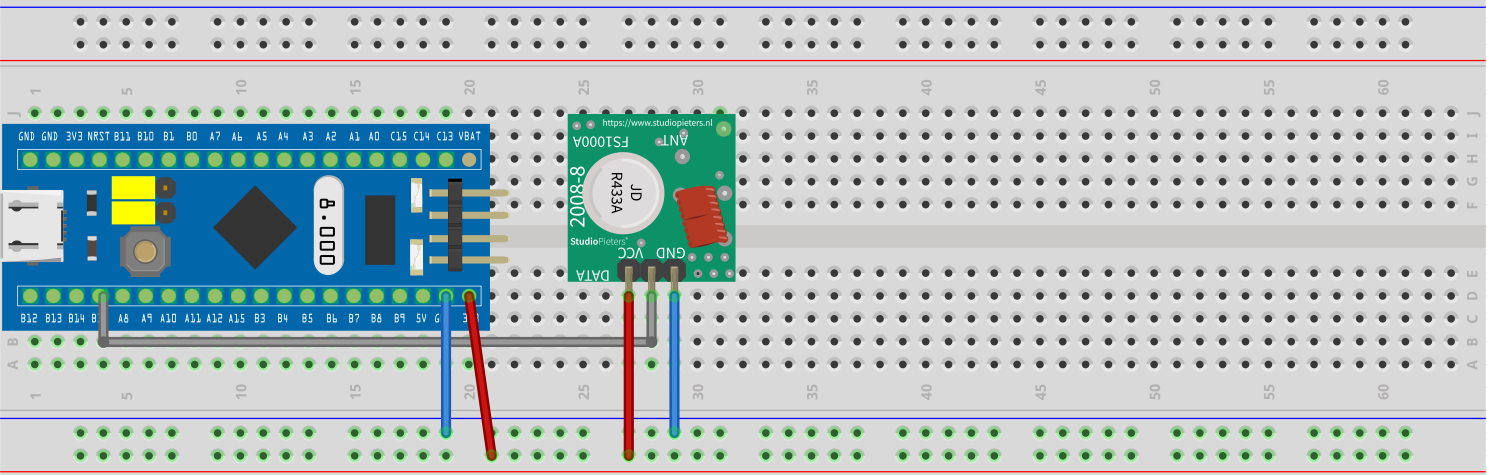 1 5 10 15 20 25 30 35 40 45 50 55 60
J J
GND GND 3V3 NRST B11 B10 B1 B0 A7 A6 A5 A4 A3 A2 A1 A0 C15 C14 C13 VBAT
8.000
B12 B13 B14 A8 A9 A10 A11 A12 A15 B3 B4 B5 B6 B7 B8 B9 5V
https://www.studiopieters.nl
FS1000A
ANT
2008-8
JD
R433A
StudioPieters®
VCC
GND
DATA
I
H
G
F
E
D
C
B B
A A
1 5 10 15 20 25 30 35 40 45 50 55 60